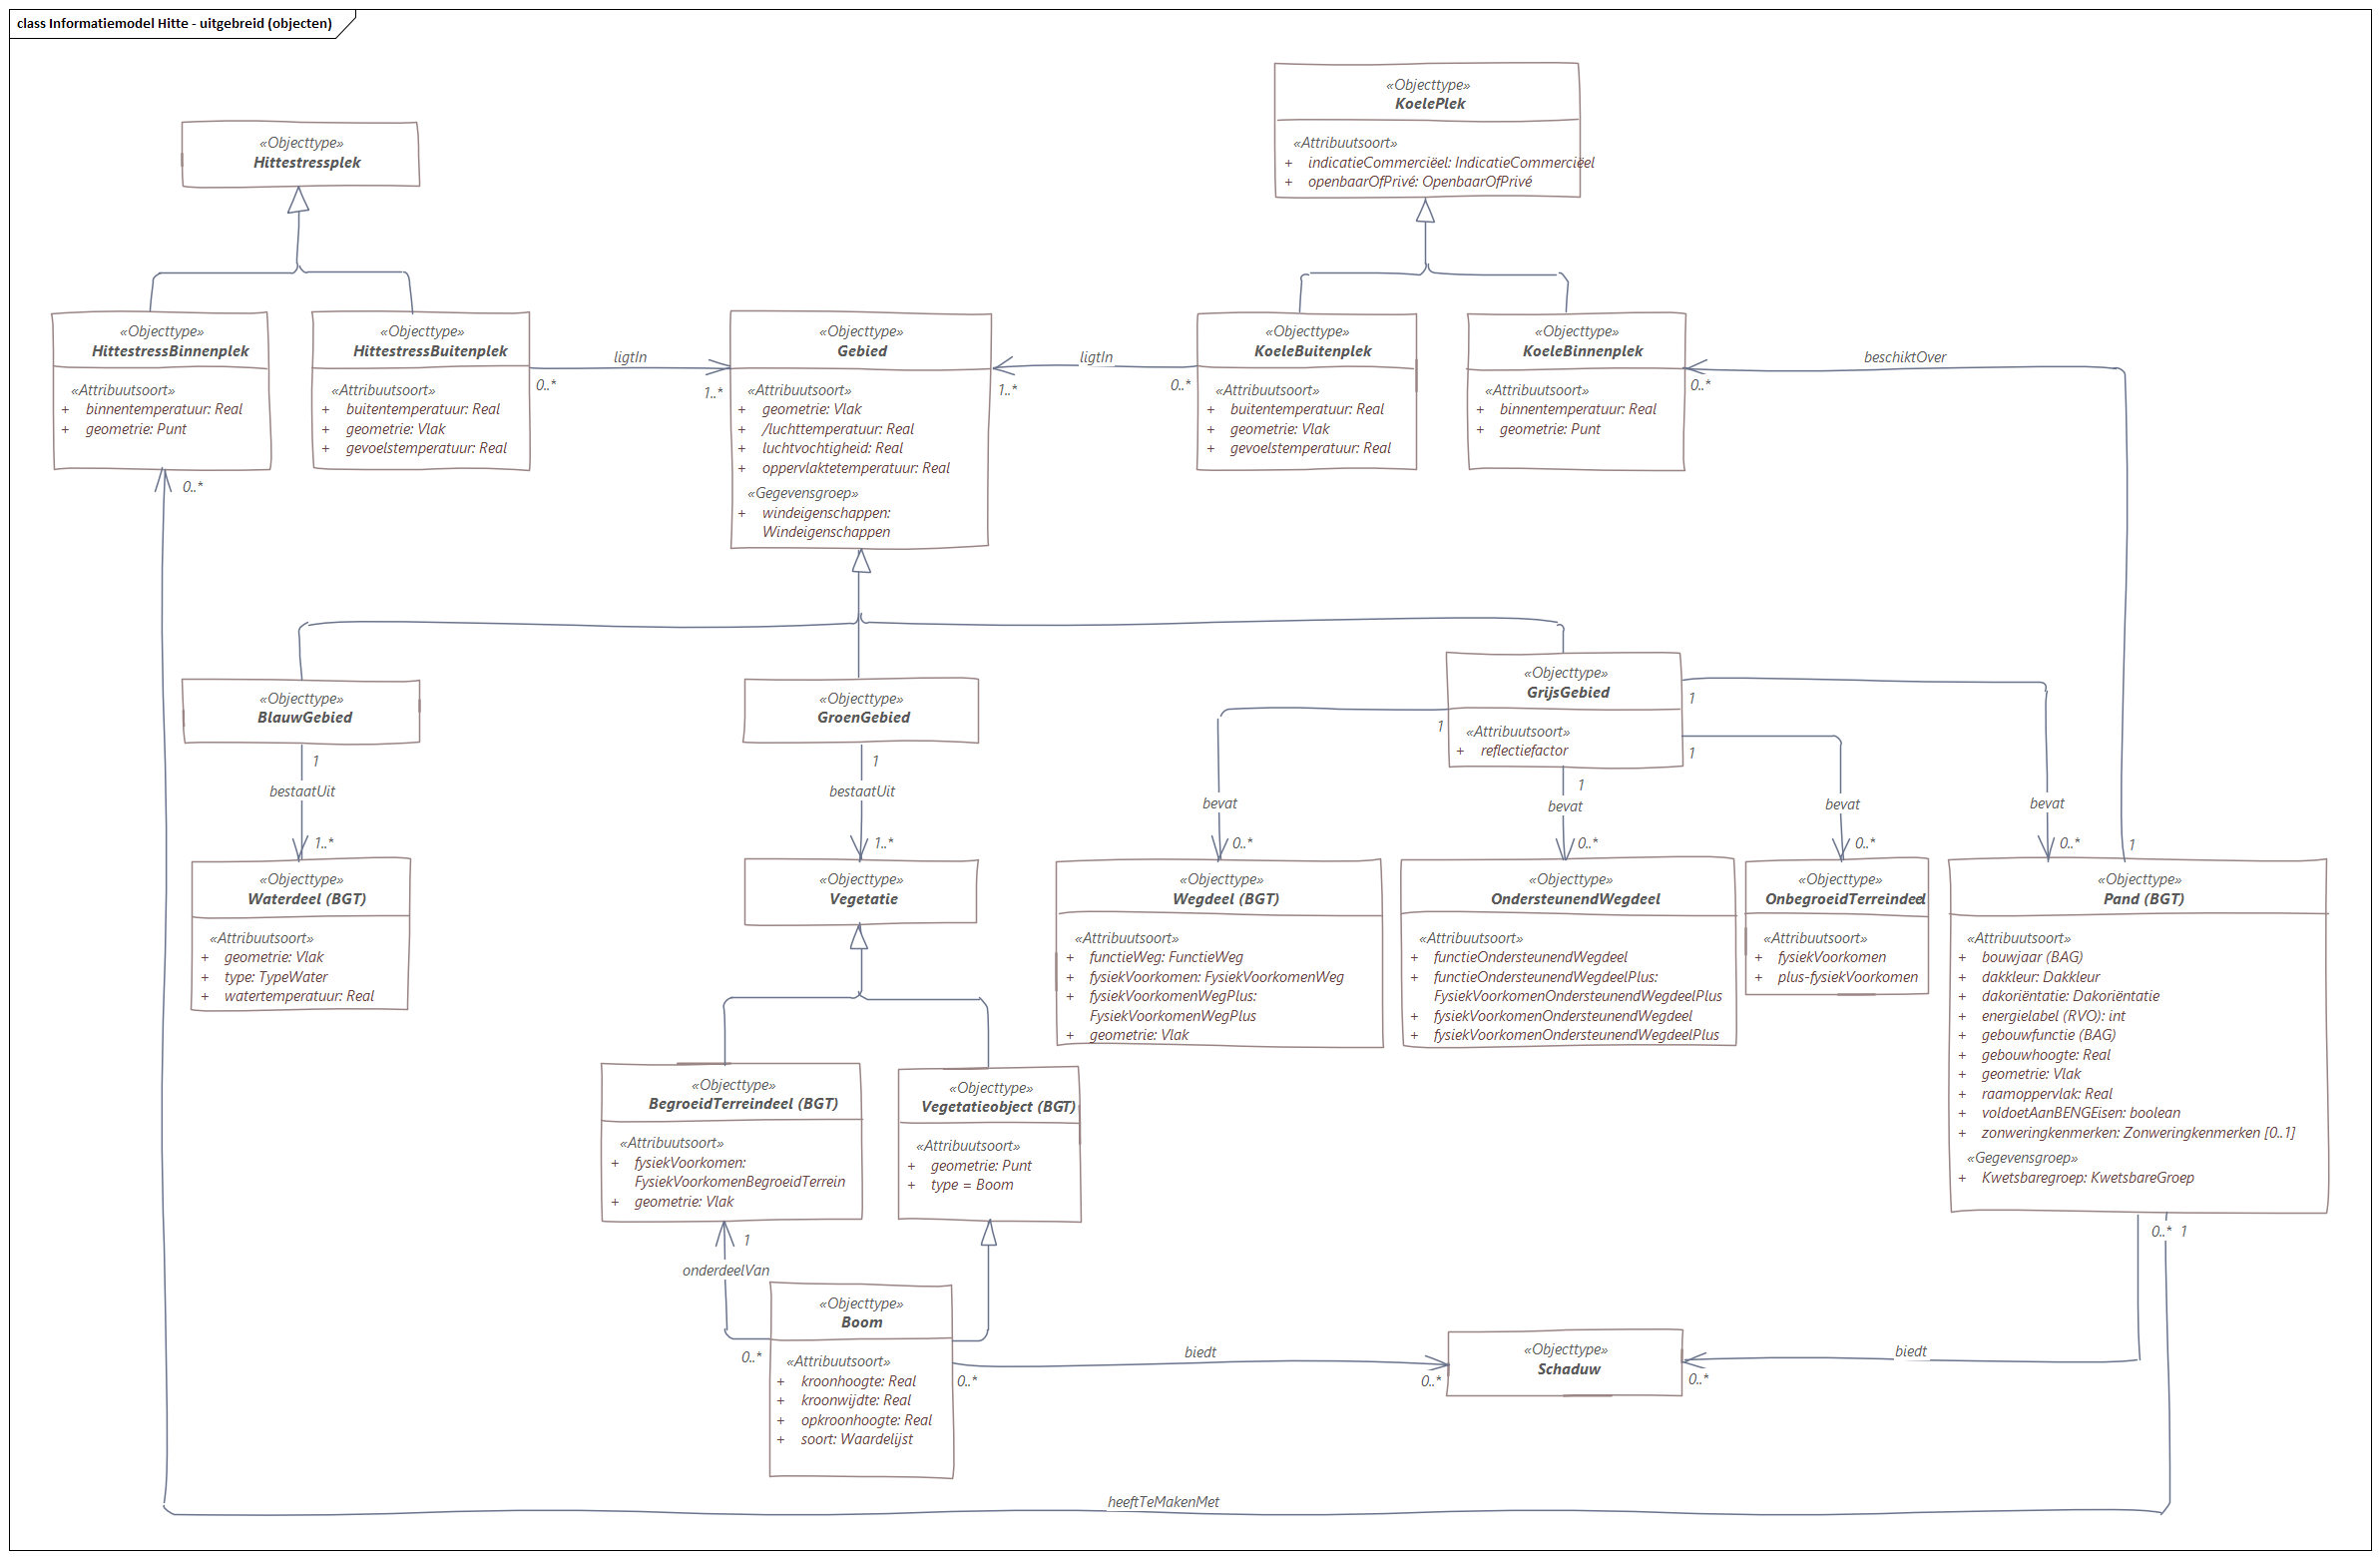 class Informatiemodel Hitte - uitgebreid (objecten)
«Objecttype»
KoelePlek
«Attribuutsoort»
+ indicatieCommerciëel: IndicatieCommerciëel
+ openbaarOfPrivé: OpenbaarOfPrivé
«Objecttype»
Hittestressplek
«Objecttype»
HittestressBinnenplek
«Attribuutsoort»
+ binnentemperatuur: Real
+ geometrie: Punt
0..*
«Objecttype»
HittestressBuitenplek
«Attribuutsoort»
+ buitentemperatuur: Real
+ geometrie: Vlak
+ gevoelstemperatuur: Real
ligtIn
0..*
1..*
«Objecttype»
Gebied
«Attribuutsoort»
+ geometrie: Vlak
+ /luchttemperatuur: Real
+ luchtvochtigheid: Real
+ oppervlaktetemperatuur: Real
«Gegevensgroep»
+ windeigenschappen:
Windeigenschappen
ligtIn
1..*
0..*
«Objecttype»
KoeleBuitenplek
«Attribuutsoort»
+ buitentemperatuur: Real
+ geometrie: Vlak
+ gevoelstemperatuur: Real
«Objecttype»
KoeleBinnenplek
«Attribuutsoort»
+ binnentemperatuur: Real
+ geometrie: Punt
beschiktOver
0..*
«Objecttype»
BlauwGebied
1
bestaatUit
1..*
«Objecttype»
GroenGebied
1
bestaatUit
1..*
«Objecttype»
GrijsGebied
«Attribuutsoort»
+ reflectiefactor
1
1
1
1
bevat
0..*
bevat
0..*
bevat
0..*
bevat
0..*
1
«Objecttype»
Waterdeel (BGT)
«Attribuutsoort»
+ geometrie: Vlak
+ type: TypeWater
+ watertemperatuur: Real
«Objecttype»
Vegetatie
«Objecttype»
Wegdeel (BGT)
«Attribuutsoort»
+ functieWeg: FunctieWeg
+ fysiekVoorkomen: FysiekVoorkomenWeg
+ fysiekVoorkomenWegPlus:
FysiekVoorkomenWegPlus
+ geometrie: Vlak
«Objecttype»
OndersteunendWegdeel
«Attribuutsoort»
+ functieOndersteunendWegdeel
+ functieOndersteunendWegdeelPlus:
FysiekVoorkomenOndersteunendWegdeelPlus
+ fysiekVoorkomenOndersteunendWegdeel
+ fysiekVoorkomenOndersteunendWegdeelPlus
«Objecttype»
OnbegroeidTerreindeel
«Attribuutsoort»
+ fysiekVoorkomen
+ plus-fysiekVoorkomen
«Objecttype»
Pand (BGT)
«Attribuutsoort»
+ bouwjaar (BAG)
+ dakkleur: Dakkleur
+ dakoriëntatie: Dakoriëntatie
+ energielabel (RVO): int
+ gebouwfunctie (BAG)
+ gebouwhoogte: Real
+ geometrie: Vlak
+ raamoppervlak: Real
+ voldoetAanBENGEisen: boolean
+ zonweringkenmerken: Zonweringkenmerken [0..1]
«Gegevensgroep»
+ Kwetsbaregroep: KwetsbareGroep
0..* 1
«Objecttype»
BegroeidTerreindeel (BGT)
«Attribuutsoort»
+ fysiekVoorkomen:
FysiekVoorkomenBegroeidTerrein
+ geometrie: Vlak
«Objecttype»
Vegetatieobject (BGT)
«Attribuutsoort»
+ geometrie: Punt
+ type = Boom
1
onderdeelVan
0..*
«Objecttype»
Boom
«Attribuutsoort»
+ kroonhoogte: Real
+ kroonwijdte: Real
+ opkroonhoogte: Real
+ soort: Waardelijst
biedt
0..*
0..*
«Objecttype»
Schaduw
biedt
0..*
heeftTeMakenMet